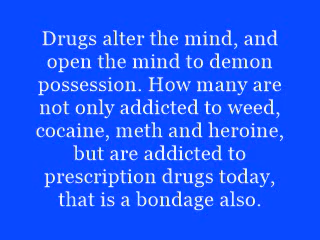 Drugs alter the mind, and
open the mind to demon
possession. How many are
not only addicted to weed,
cocaine, meth and heroine,
but are addicted to
prescription drugs today,
that is a bondage also.